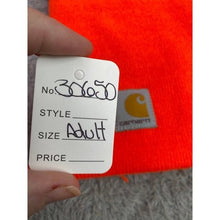 No. 30650
STYLE
SIZE Adult
PRICE
carhartt